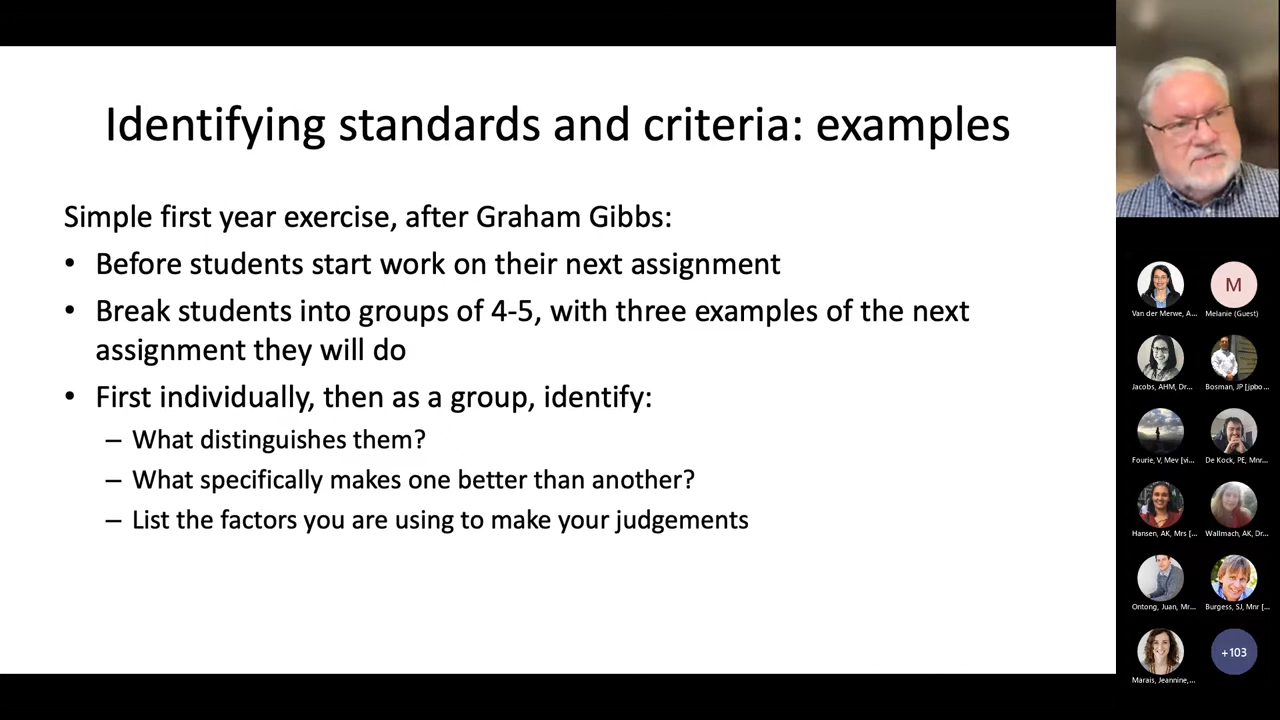 Identifying standards and criteria: examples
Simple first year exercise, after Graham Gibbs:
• Before students start work on their next assignment
• Break students into groups of 4-5, with three examples of the next
assignment they will do
• First individually, then as a group, identify:
– What distinguishes them?
– What specifically makes one better than another?
– List the factors you are using to make your judgements
M
Van der Merwe, A...
Melanie (Guest)
Jacobs, AHM, Dr...
Bosman, JP [jpbo...
Fourie, V, Mev [vi...
De Kock, PE, Mnr...
Hansen, AK, Mrs [...
Wallmach, AK, Dr...
Ontong, Juan, Mr...
Burgess, SJ, Mnr [...
+103
Marais, Jeannine,...